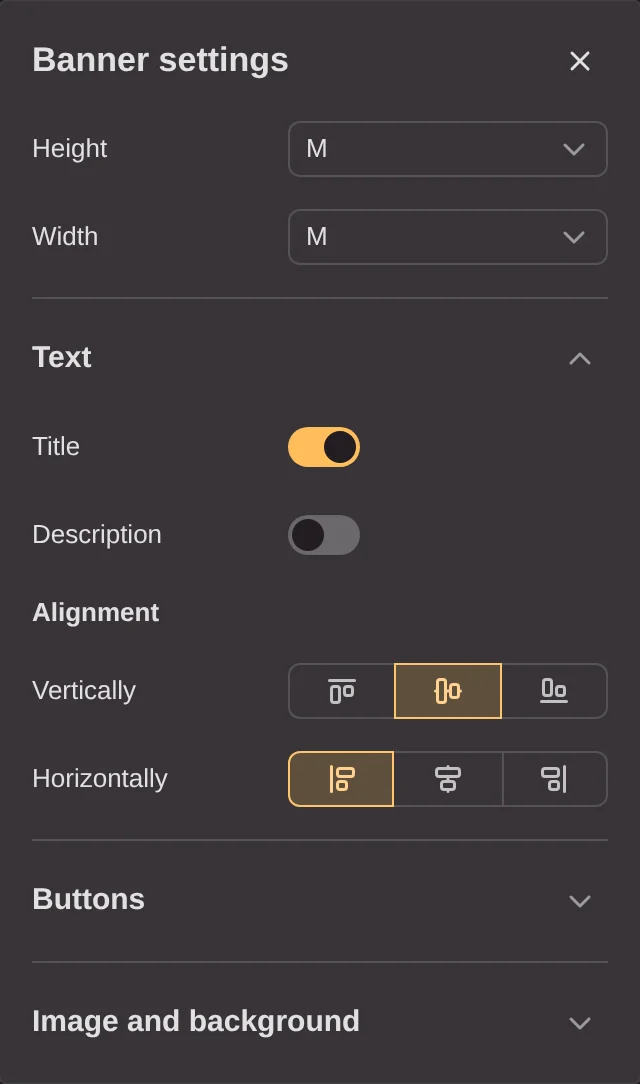 Banner settings
Height M
Width M
Text
Title
Description
Alignment
Vertically
Horizontally
Buttons
Image and background